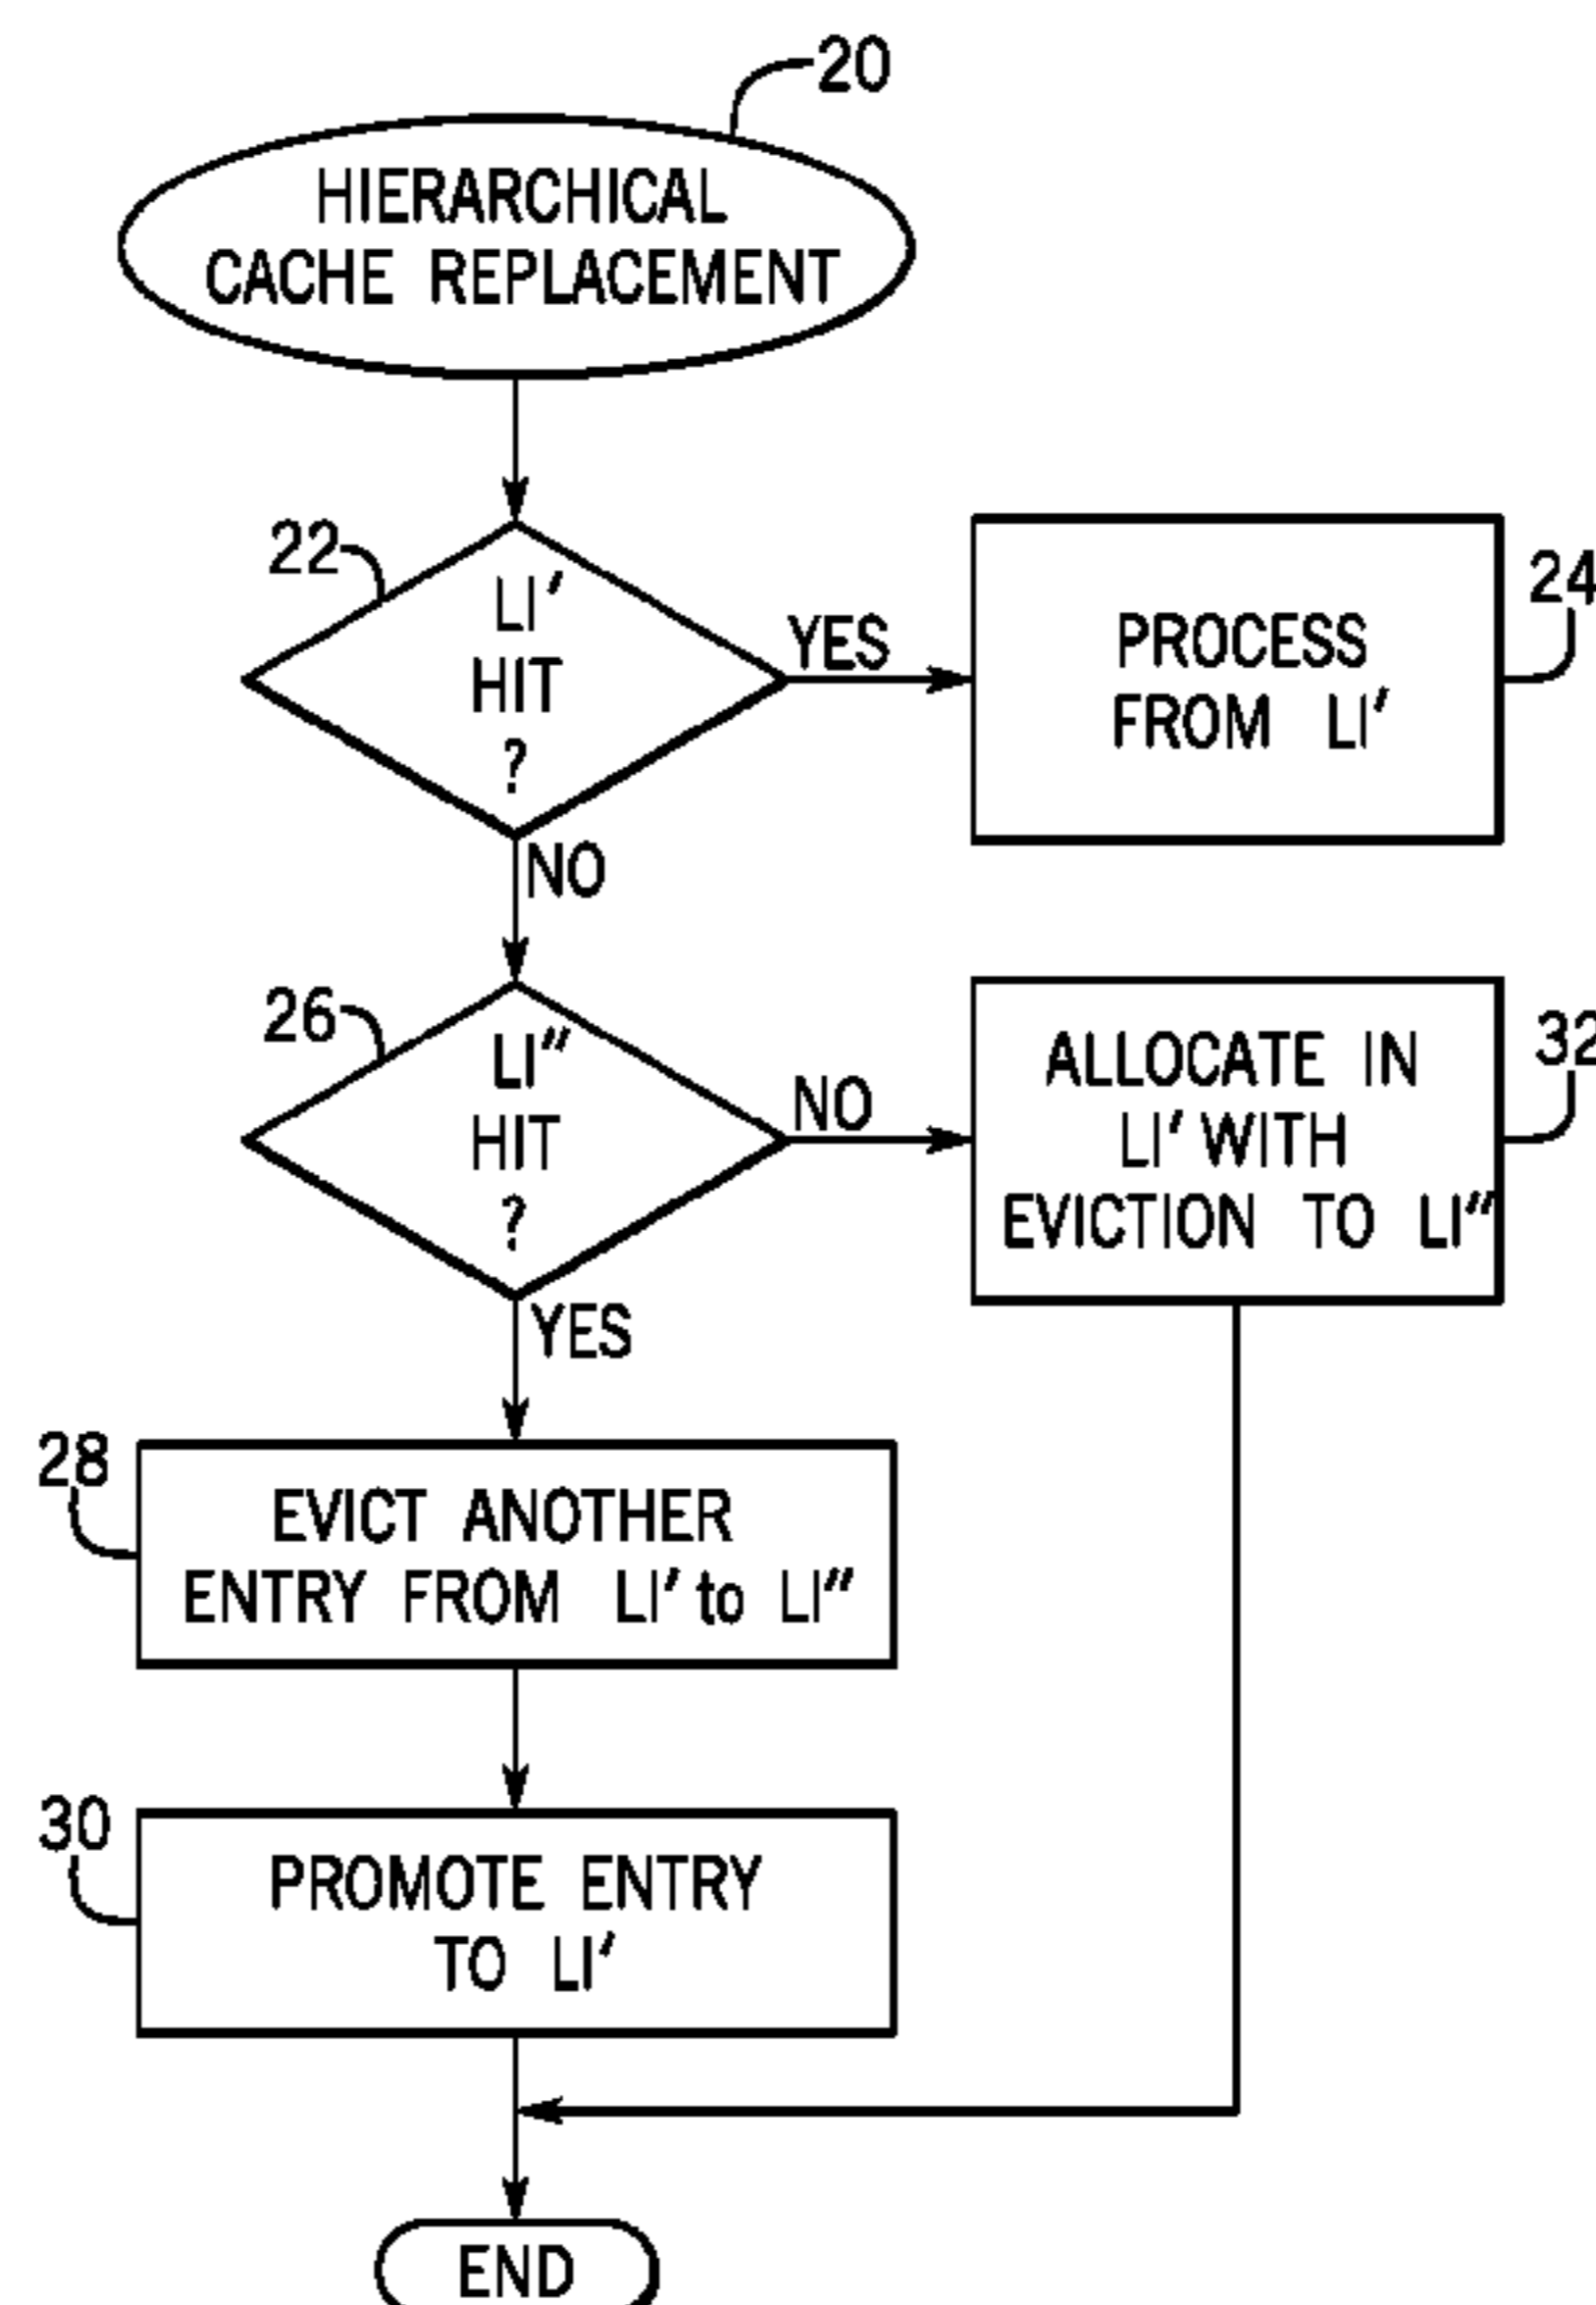 20
HIERARCHICAL
CACHE REPLACEMENT
22
LI′
HIT
?
YES
PROCESS
FROM LI′
24
NO
26
LI″
HIT
?
NO
ALLOCATE IN
LI′ WITH
EVICTION TO LI″
32
YES
28
EVICT ANOTHER
ENTRY FROM LI′ to LI″
30
PROMOTE ENTRY
TO LI′
END